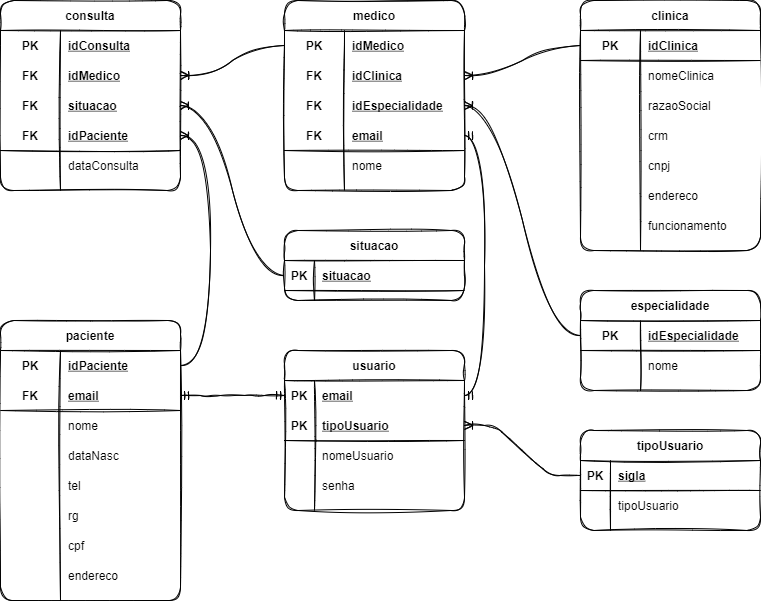 consulta
PK idConsulta
FK idMedico
FK situacao
FK idPaciente
dataConsulta
medico
PK idMedico
FK idClinica
FK idEspecialidade
FK email
nome
clinica
PK idClinica
nomeClinica
razaoSocial
crm
cnpj
endereco
funcionamento
situacao
PK situacao
especialidade
PK idEspecialidade
nome
paciente
PK idPaciente
FK email
nome
dataNasc
tel
rg
cpf
endereco
usuario
PK email
PK tipoUsuario
nomeUsuario
senha
tipoUsuario
PK sigla
tipoUsuario